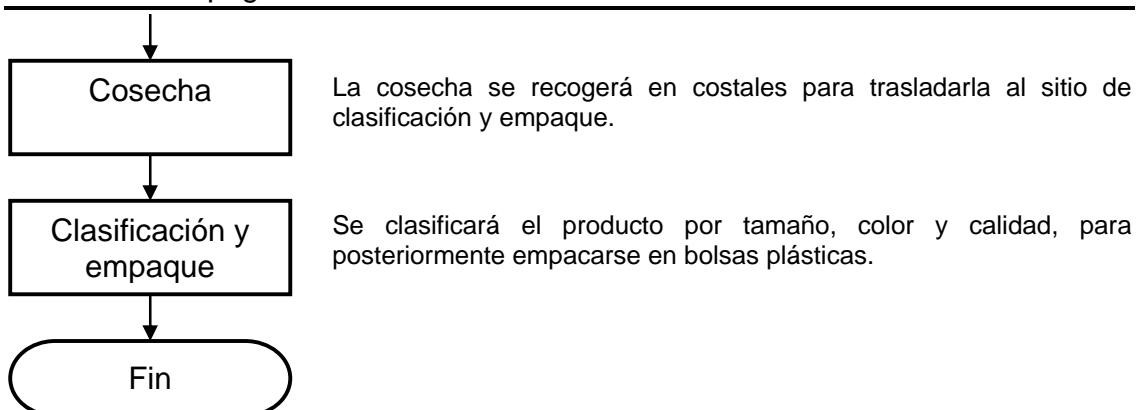 Cosecha
La cosecha se recogerá en costales para trasladarla al sitio de
clasificación y empaque.
Clasificación y
empaque
Se clasificará el producto por tamaño, color y calidad, para
posteriormente empacarse en bolsas plásticas.
Fin